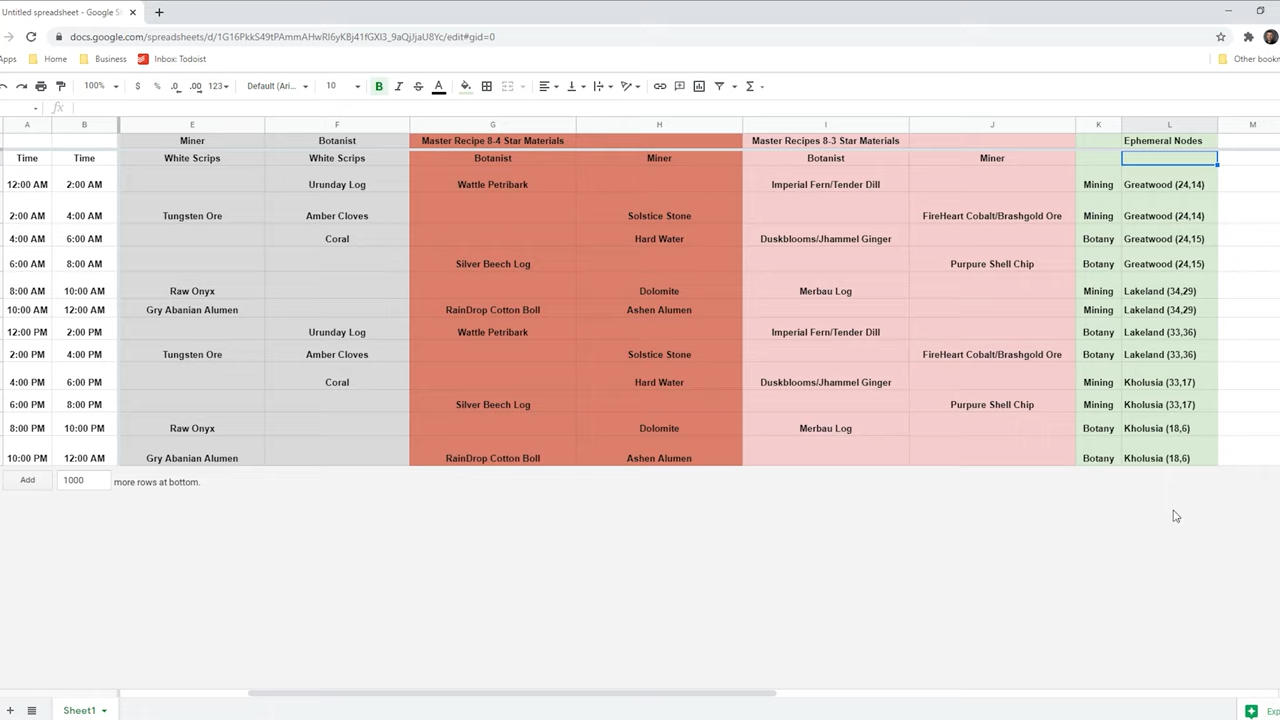 Untitled spreadsheet - Google S
docs.google.com/spreadsheets/d/1G16PkkS49tPAmmAHwRl6yKBj41fGXl3_9aQjJjaU8Yc/edit#gid=0
Apps Home Business Inbox: Todoist Other bookm
100% $ % .0 .00 123 Default (Ari... 10 B I S A
fx
A B E F G H I J K L M
Miner Botanist Master Recipe 8-4 Star Materials Master Recipes 8-3 Star Materials Ephemeral Nodes
Time Time White Scrips White Scrips Botanist Miner Botanist Miner
12:00 AM 2:00 AM Urunday Log Wattle Petribark Imperial Fern/Tender Dill Mining Greatwood (24,14)
2:00 AM 4:00 AM Tungsten Ore Amber Cloves Solstice Stone FireHeart Cobalt/Brashgold Ore Mining Greatwood (24,14)
4:00 AM 6:00 AM Coral Hard Water Duskblooms/Jhammel Ginger Botany Greatwood (24,15)
6:00 AM 8:00 AM Silver Beech Log Purpure Shell Chip Botany Greatwood (24,15)
8:00 AM 10:00 AM Raw Onyx Dolomite Merbau Log Mining Lakeland (34,29)
10:00 AM 12:00 AM Gry Abanian Alumen RainDrop Cotton Boll Ashen Alumen Mining Lakeland (34,29)
12:00 PM 2:00 PM Urunday Log Wattle Petribark Imperial Fern/Tender Dill Botany Lakeland (33,36)
2:00 PM 4:00 PM Tungsten Ore Amber Cloves Solstice Stone FireHeart Cobalt/Brashgold Ore Botany Lakeland (33,36)
4:00 PM 6:00 PM Coral Hard Water Duskblooms/Jhammel Ginger Mining Kholusia (33,17)
6:00 PM 8:00 PM Silver Beech Log Purpure Shell Chip Mining Kholusia (33,17)
8:00 PM 10:00 PM Raw Onyx Dolomite Merbau Log Botany Kholusia (18,6)
10:00 PM 12:00 AM Gry Abanian Alumen RainDrop Cotton Boll Ashen Alumen Botany Kholusia (18,6)
Add 1000 more rows at bottom.
Sheet1 Exp